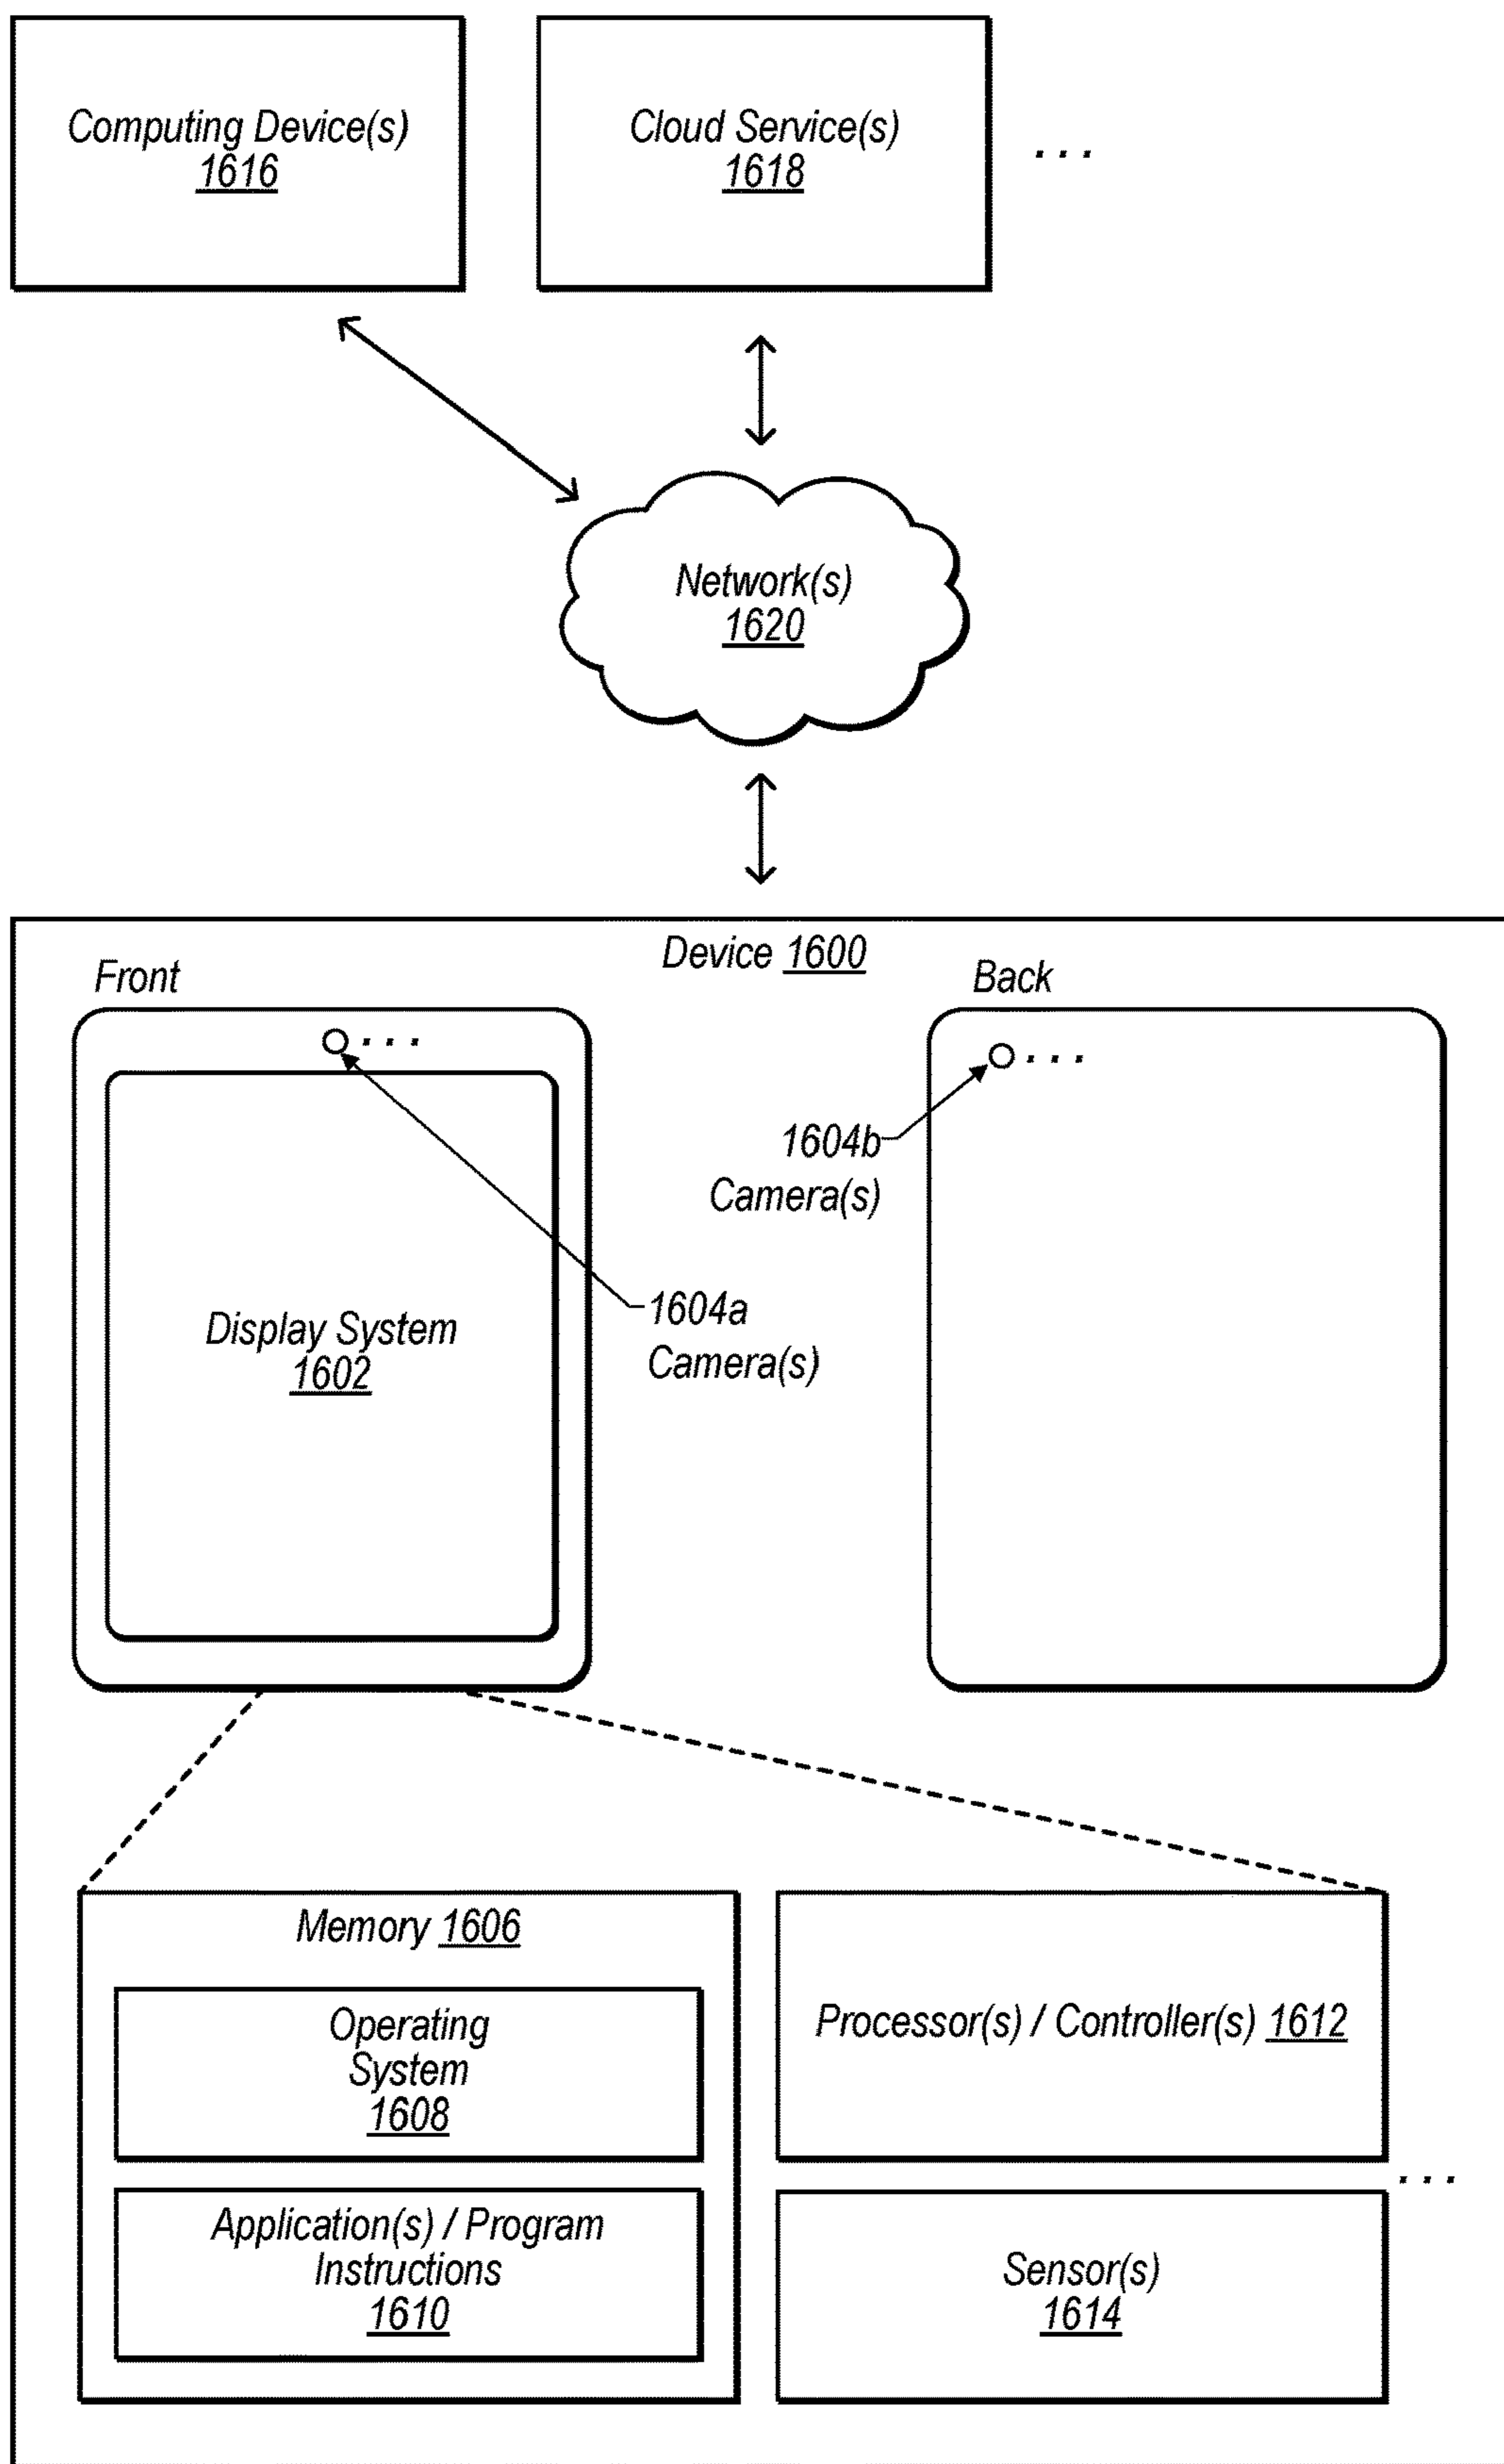 Computing Device(s)
1616
Cloud Service(s)
1618
. . .
Network(s)
1620
Device 1600
Front
Back
. . .
. . .
1604b
Camera(s)
1604a
Camera(s)
Display System
1602
Memory 1606
Operating
System
1608
Application(s) / Program
Instructions
1610
Processor(s) / Controller(s) 1612
. . .
Sensor(s)
1614